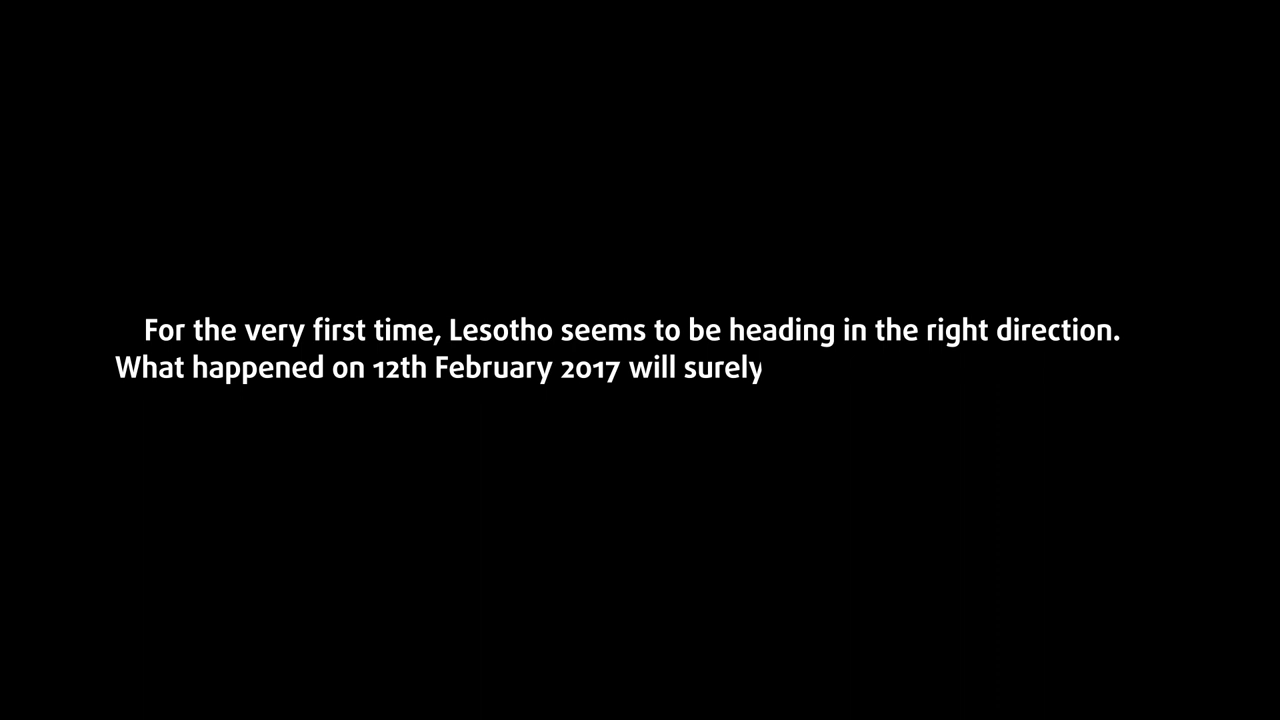 For the very first time, Lesotho seems to be heading in the right direction.
What happened on 12th February 2017 will surely